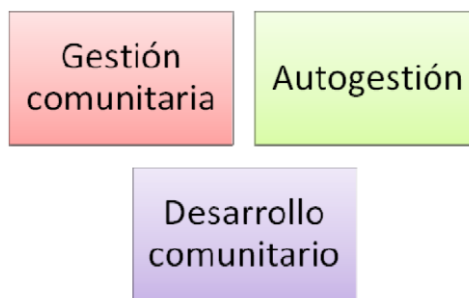 Gestión
comunitaria
Autogestión
Desarrollo
comunitario